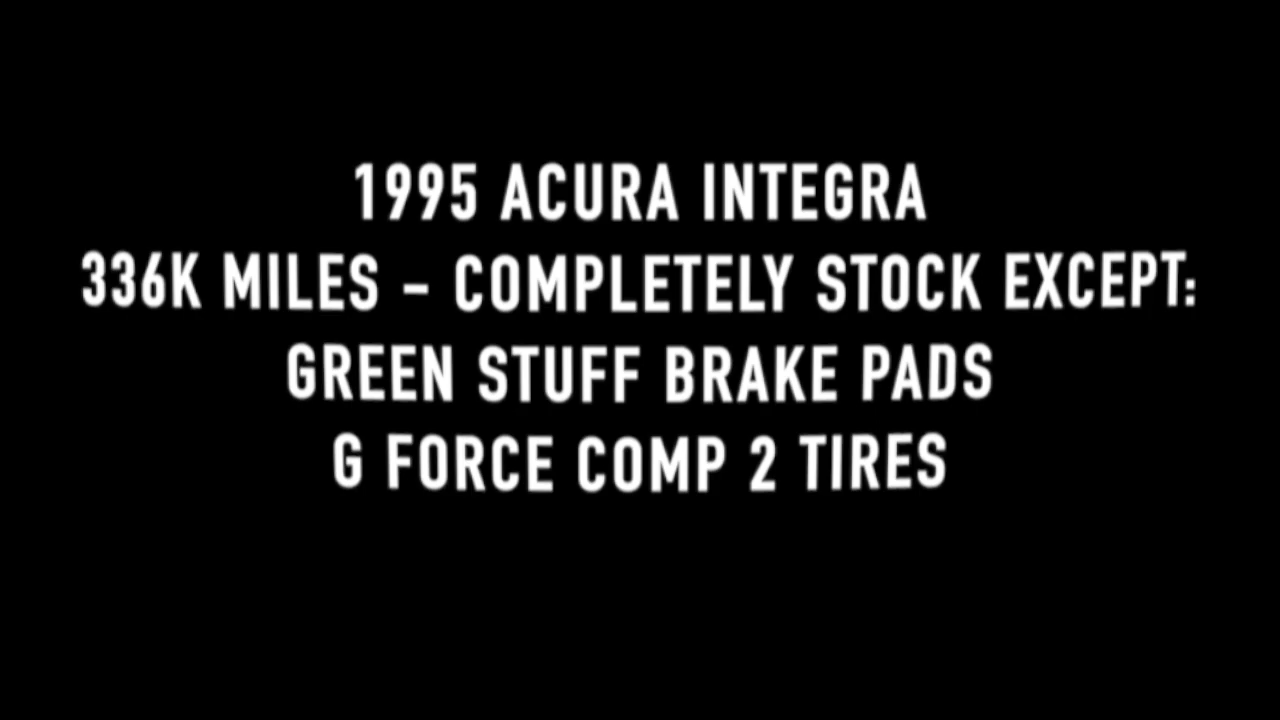 1995 ACURA INTEGRA
336K MILES – COMPLETELY STOCK EXCEPT:
GREEN STUFF BRAKE PADS
G FORCE COMP 2 TIRES